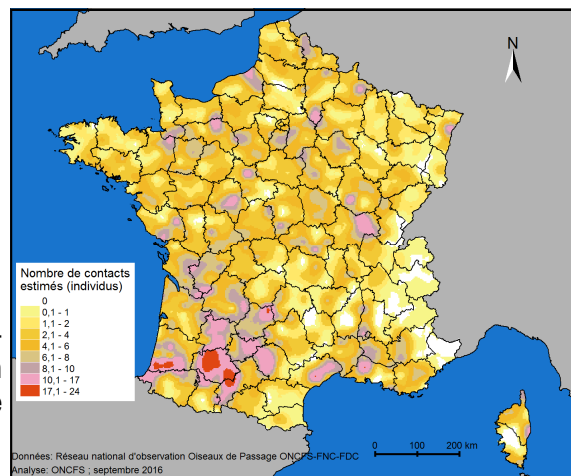 N
Nombre de contacts
estimés (individus)
0
0,1 - 1
1,1 - 2
2,1 - 4
4,1 - 6
6,1 - 8
8,1 - 10
10,1 - 17
17,1 - 24
0 100 200 km
Données: Réseau national d'observation Oiseaux de Passage ONCFS-FNC-FDC
Analyse: ONCFS ; septembre 2016